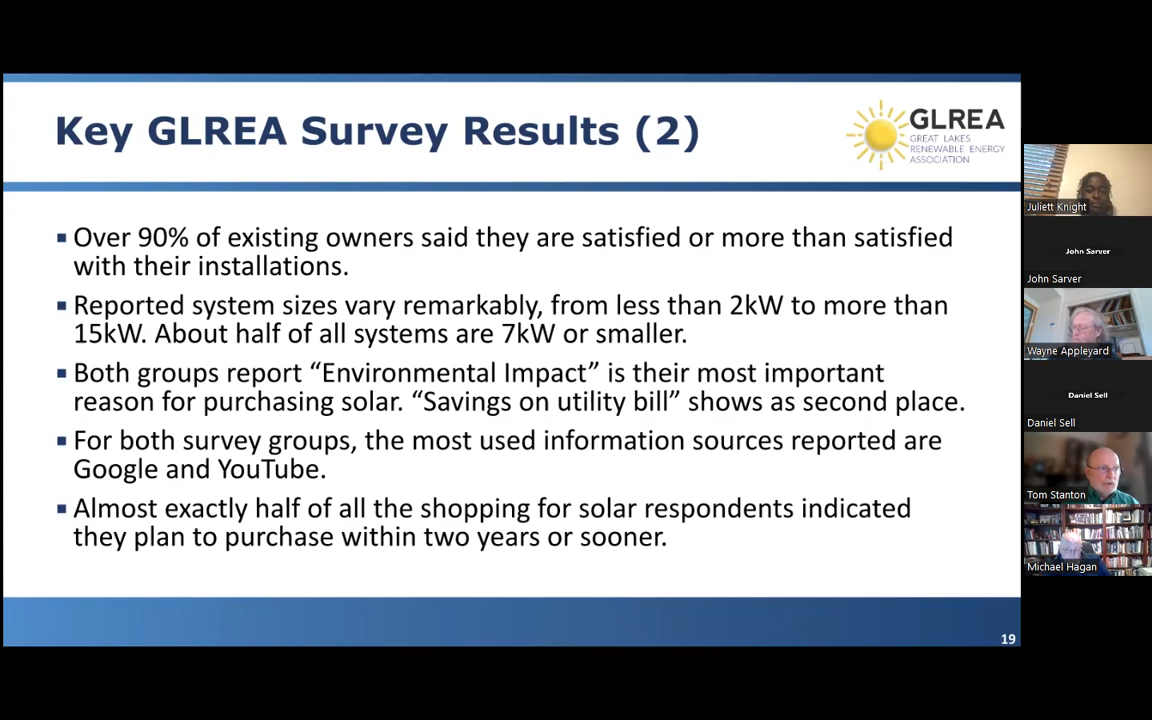 Key GLREA Survey Results (2)
GLREA
GREAT LAKES
RENEWABLE ENERGY
ASSOCIATION
▪ Over 90% of existing owners said they are satisfied or more than satisfied
with their installations.
▪ Reported system sizes vary remarkably, from less than 2kW to more than
15kW. About half of all systems are 7kW or smaller.
▪ Both groups report “Environmental Impact” is their most important
reason for purchasing solar. “Savings on utility bill” shows as second place.
▪ For both survey groups, the most used information sources reported are
Google and YouTube.
▪ Almost exactly half of all the shopping for solar respondents indicated
they plan to purchase within two years or sooner.
19
Juliett Knight
John Sarver
John Sarver
Wayne Appleyard
Daniel Sell
Daniel Sell
Tom Stanton
Michael Hagan